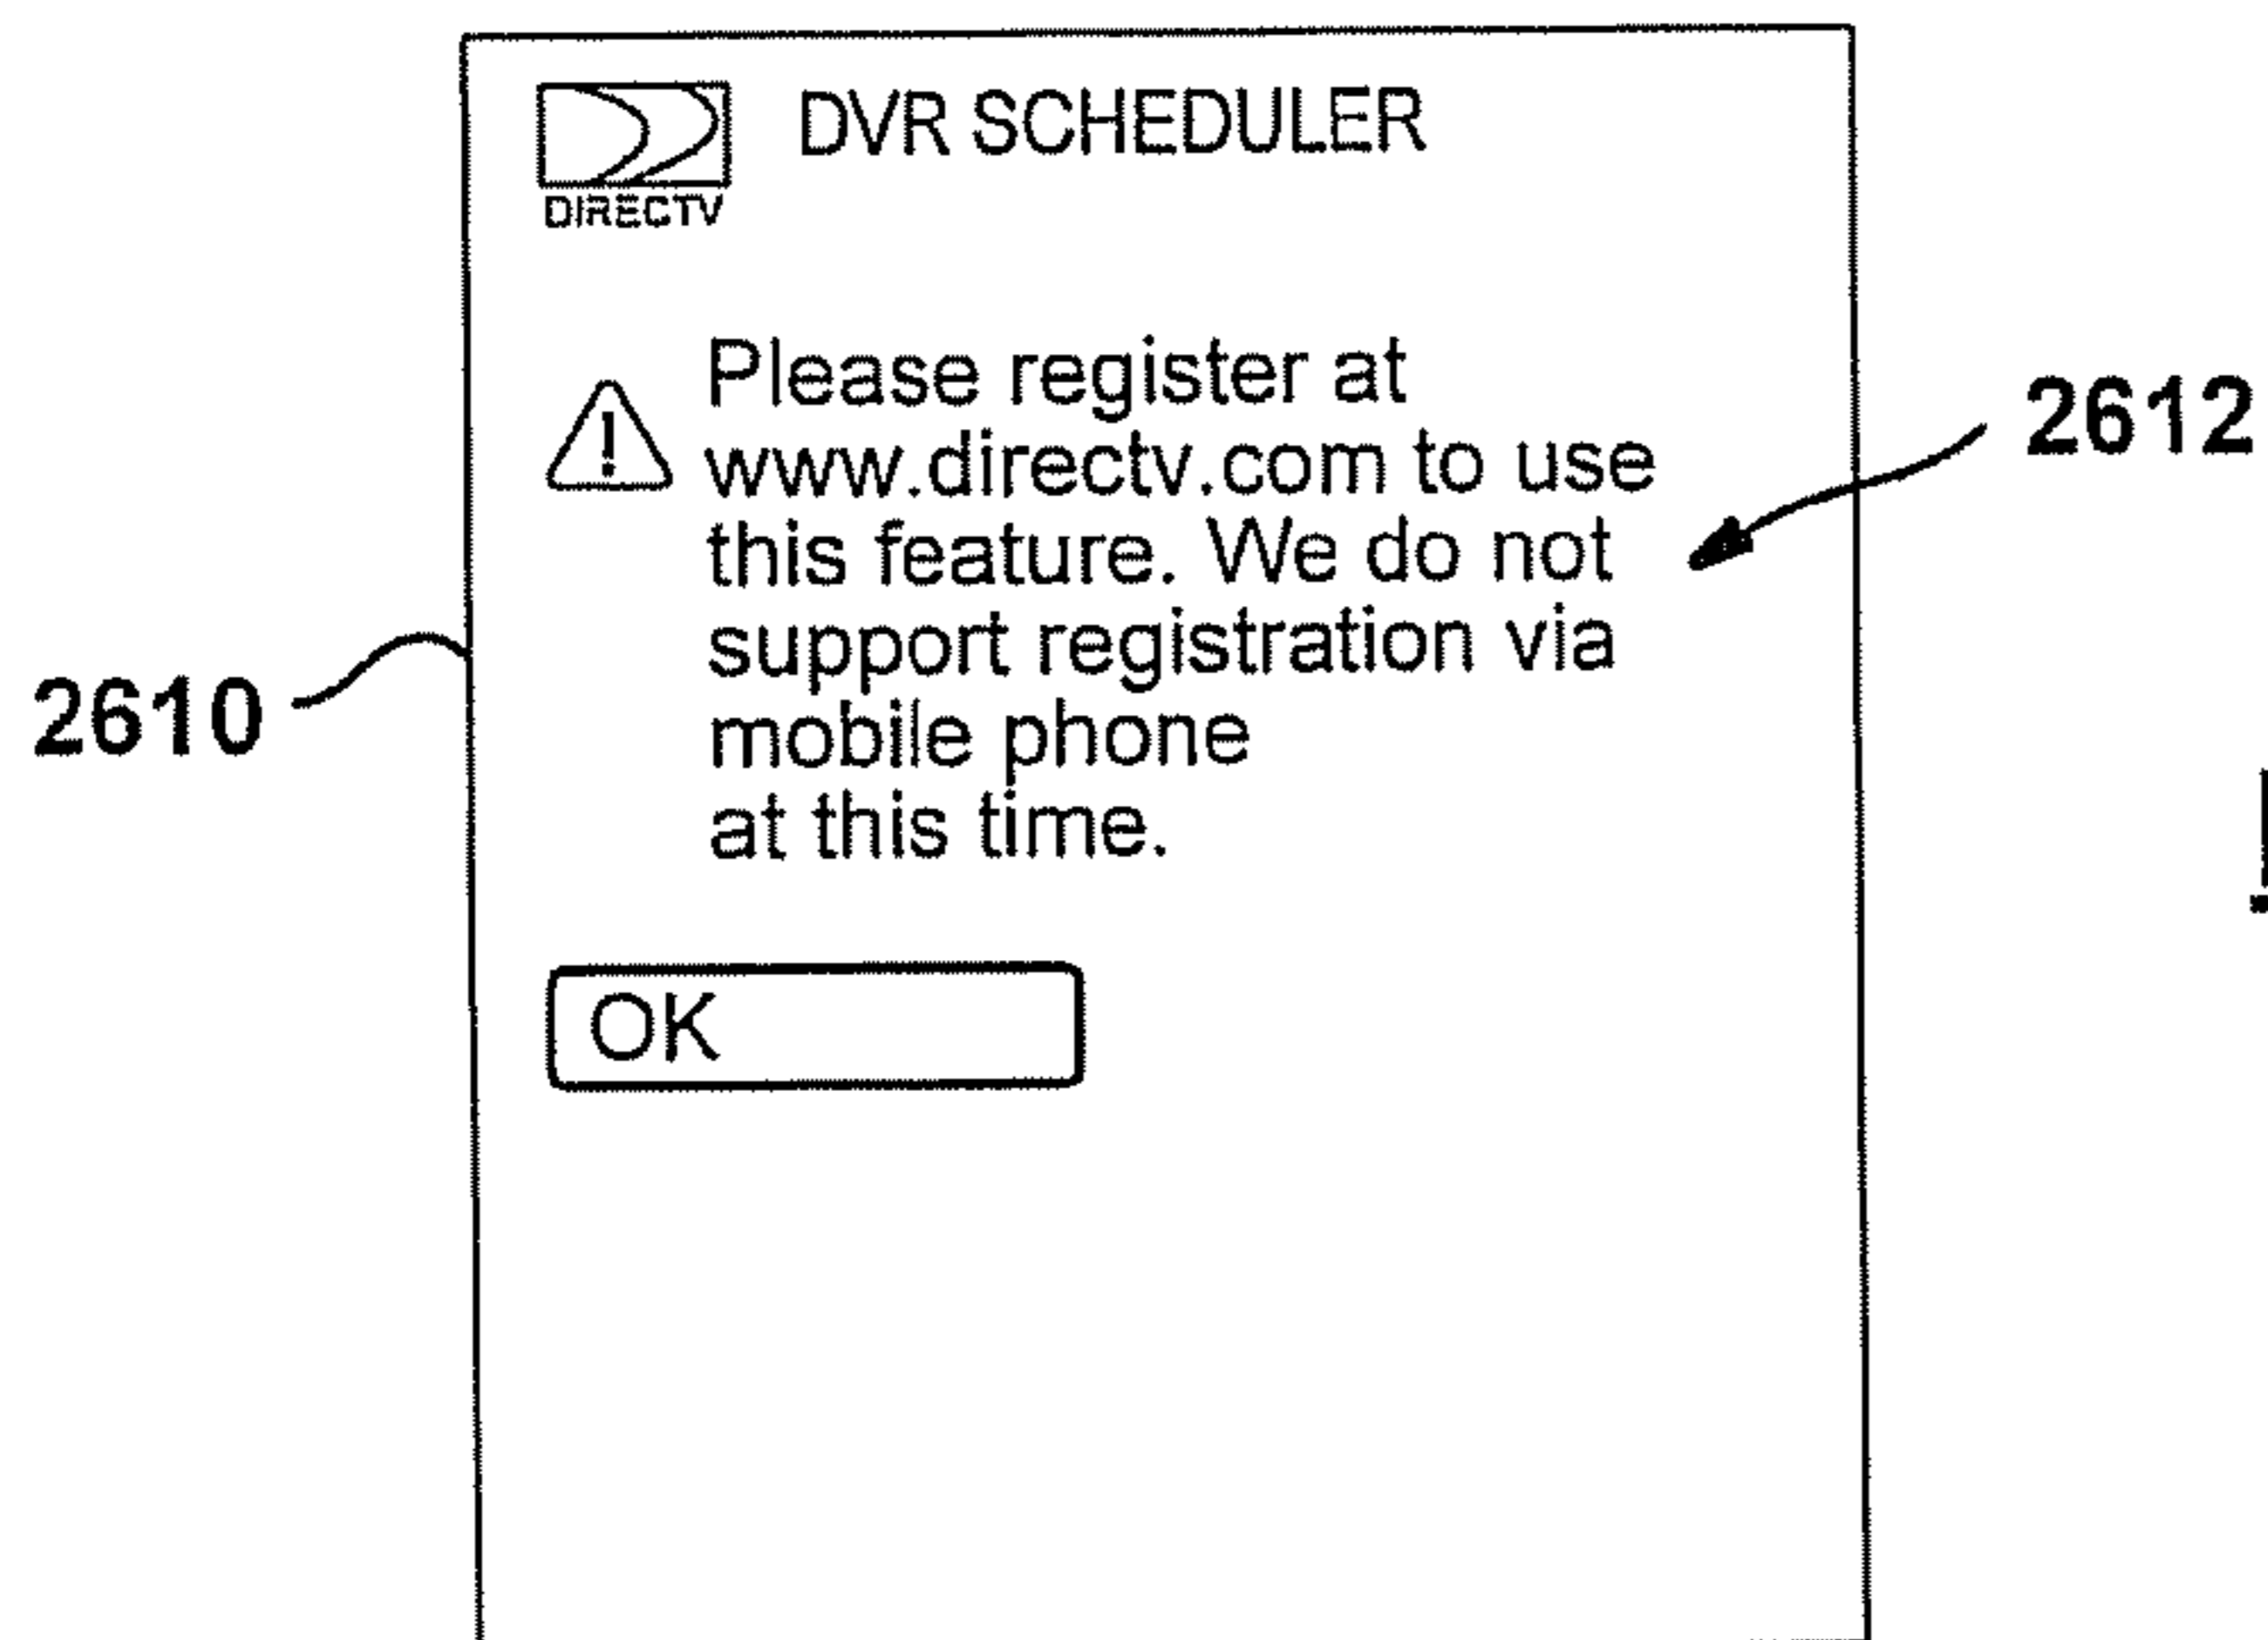 DVR SCHEDULER
DIRECTV
Please register at
www.directv.com to use
this feature. We do not
support registration via
mobile phone
at this time.
OK
2610
2612